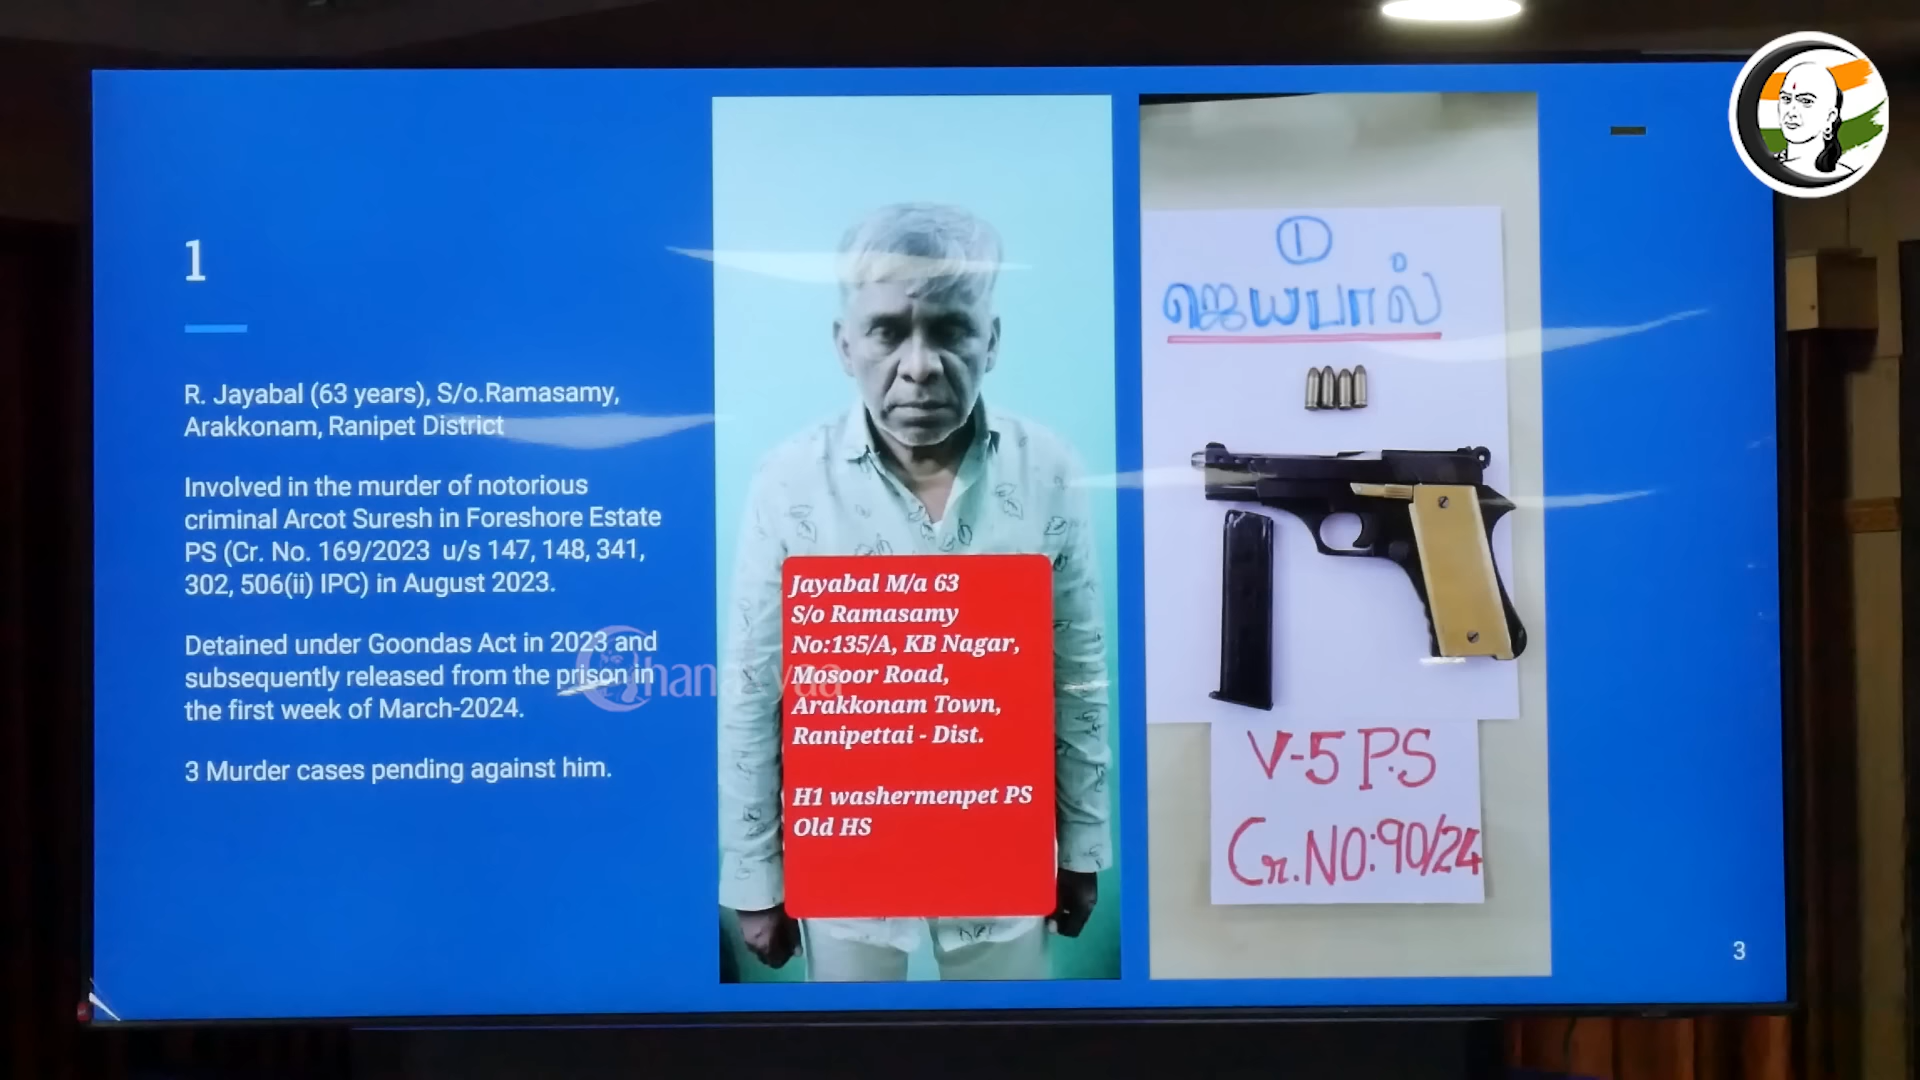 1
R. Jayabal (63 years), S/o.Ramasamy,
Arakkonam, Ranipet District
Involved in the murder of notorious
criminal Arcot Suresh in Foreshore Estate
PS (Cr. No. 169/2023 u/s 147, 148, 341,
302, 506(ii) IPC) in August 2023.
Detained under Goondas Act in 2023 and
subsequently released from the prison in
the first week of March-2024.
3 Murder cases pending against him.
Jayabal M/a 63
S/o Ramasamy
No:135/A, KB Nagar,
Mosoor Road,
Arakkonam Town,
Ranipettai - Dist.
H1 washermenpet PS
Old HS
1
ஜெயபால்
V-5 P.S
Cr.NO:90/24
3